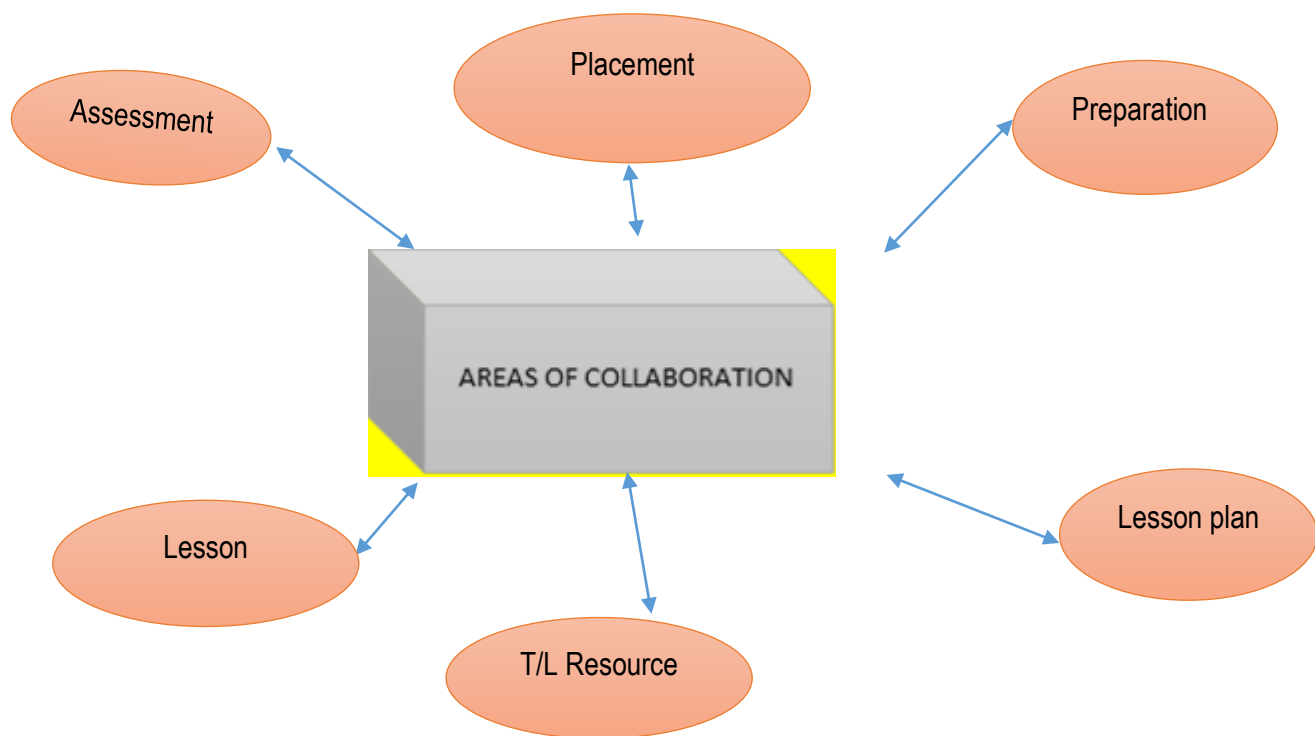 Placement
Assessment
Preparation
AREAS OF COLLABORATION
Lesson
Lesson plan
T/L Resource